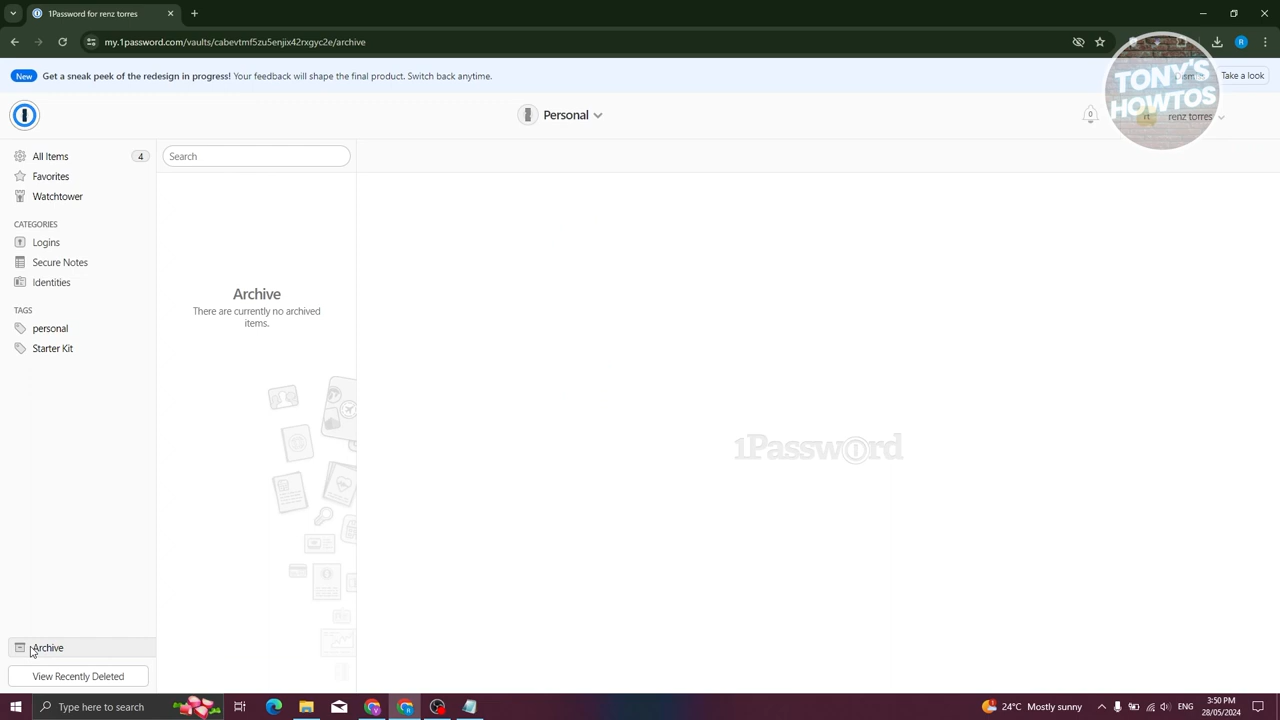 1Password for renz torres
my.1password.com/vaults/cabevtmf5zu5enjix42rxgyc2e/archive
R
New Get a sneak peek of the redesign in progress! Your feedback will shape the final product. Switch back anytime.
Dismiss
Take a look
TONY'S
HOWTOS
Personal
0
rt
renz torres
All Items
4
Search
Favorites
Watchtower
CATEGORIES
Logins
Secure Notes
Identities
TAGS
personal
Starter Kit
Archive
There are currently no archived
items.
1Password
Archive
View Recently Deleted
Type here to search
24°C Mostly sunny
ENG
3:50 PM
28/05/2024